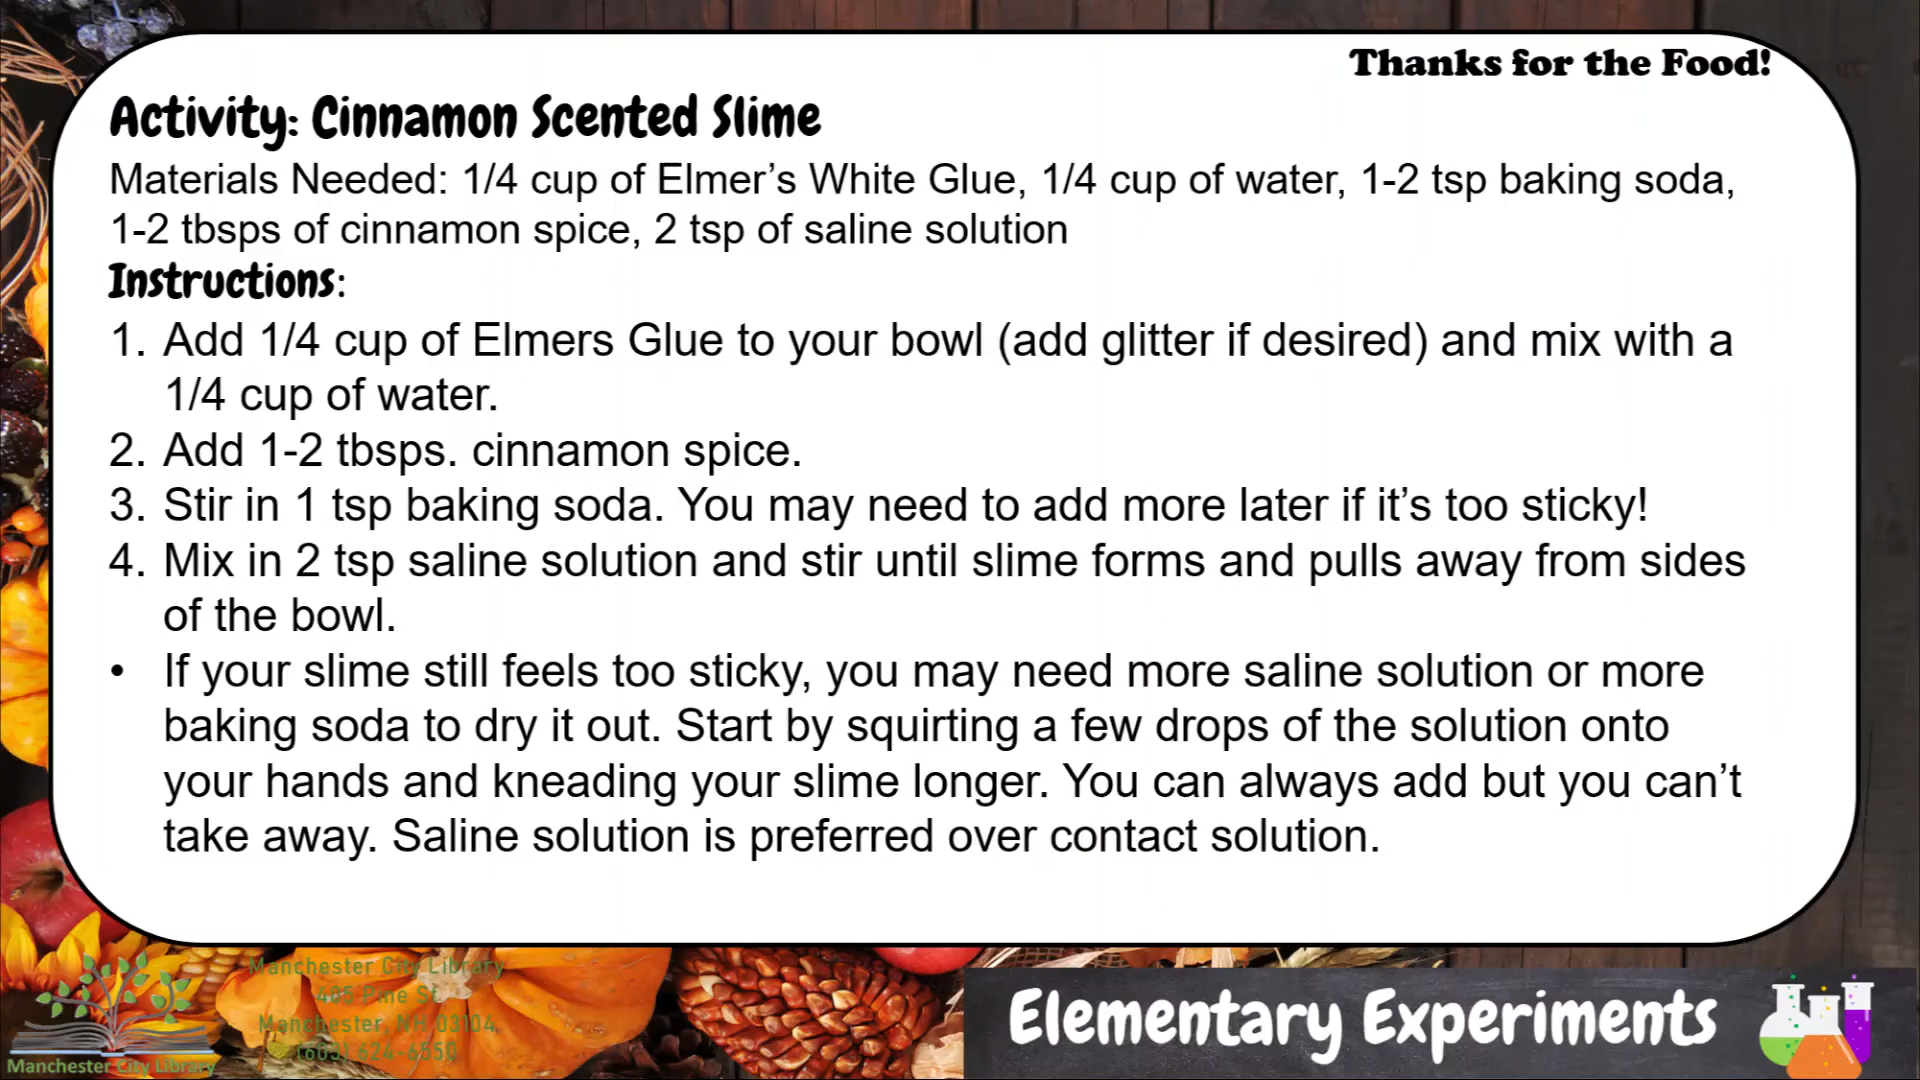 Thanks for the Food!
Activity: Cinnamon Scented Slime
Materials Needed: 1/4 cup of Elmer’s White Glue, 1/4 cup of water, 1-2 tsp baking soda,
1-2 tbsps of cinnamon spice, 2 tsp of saline solution
Instructions:
1. Add 1/4 cup of Elmers Glue to your bowl (add glitter if desired) and mix with a
1/4 cup of water.
2. Add 1-2 tbsps. cinnamon spice.
3. Stir in 1 tsp baking soda. You may need to add more later if it’s too sticky!
4. Mix in 2 tsp saline solution and stir until slime forms and pulls away from sides
of the bowl.
• If your slime still feels too sticky, you may need more saline solution or more
baking soda to dry it out. Start by squirting a few drops of the solution onto
your hands and kneading your slime longer. You can always add but you can’t
take away. Saline solution is preferred over contact solution.
Manchester City Library
405 Pine St
Manchester, NH 03104
(603) 624-6550
Manchester City Library
Elementary Experiments